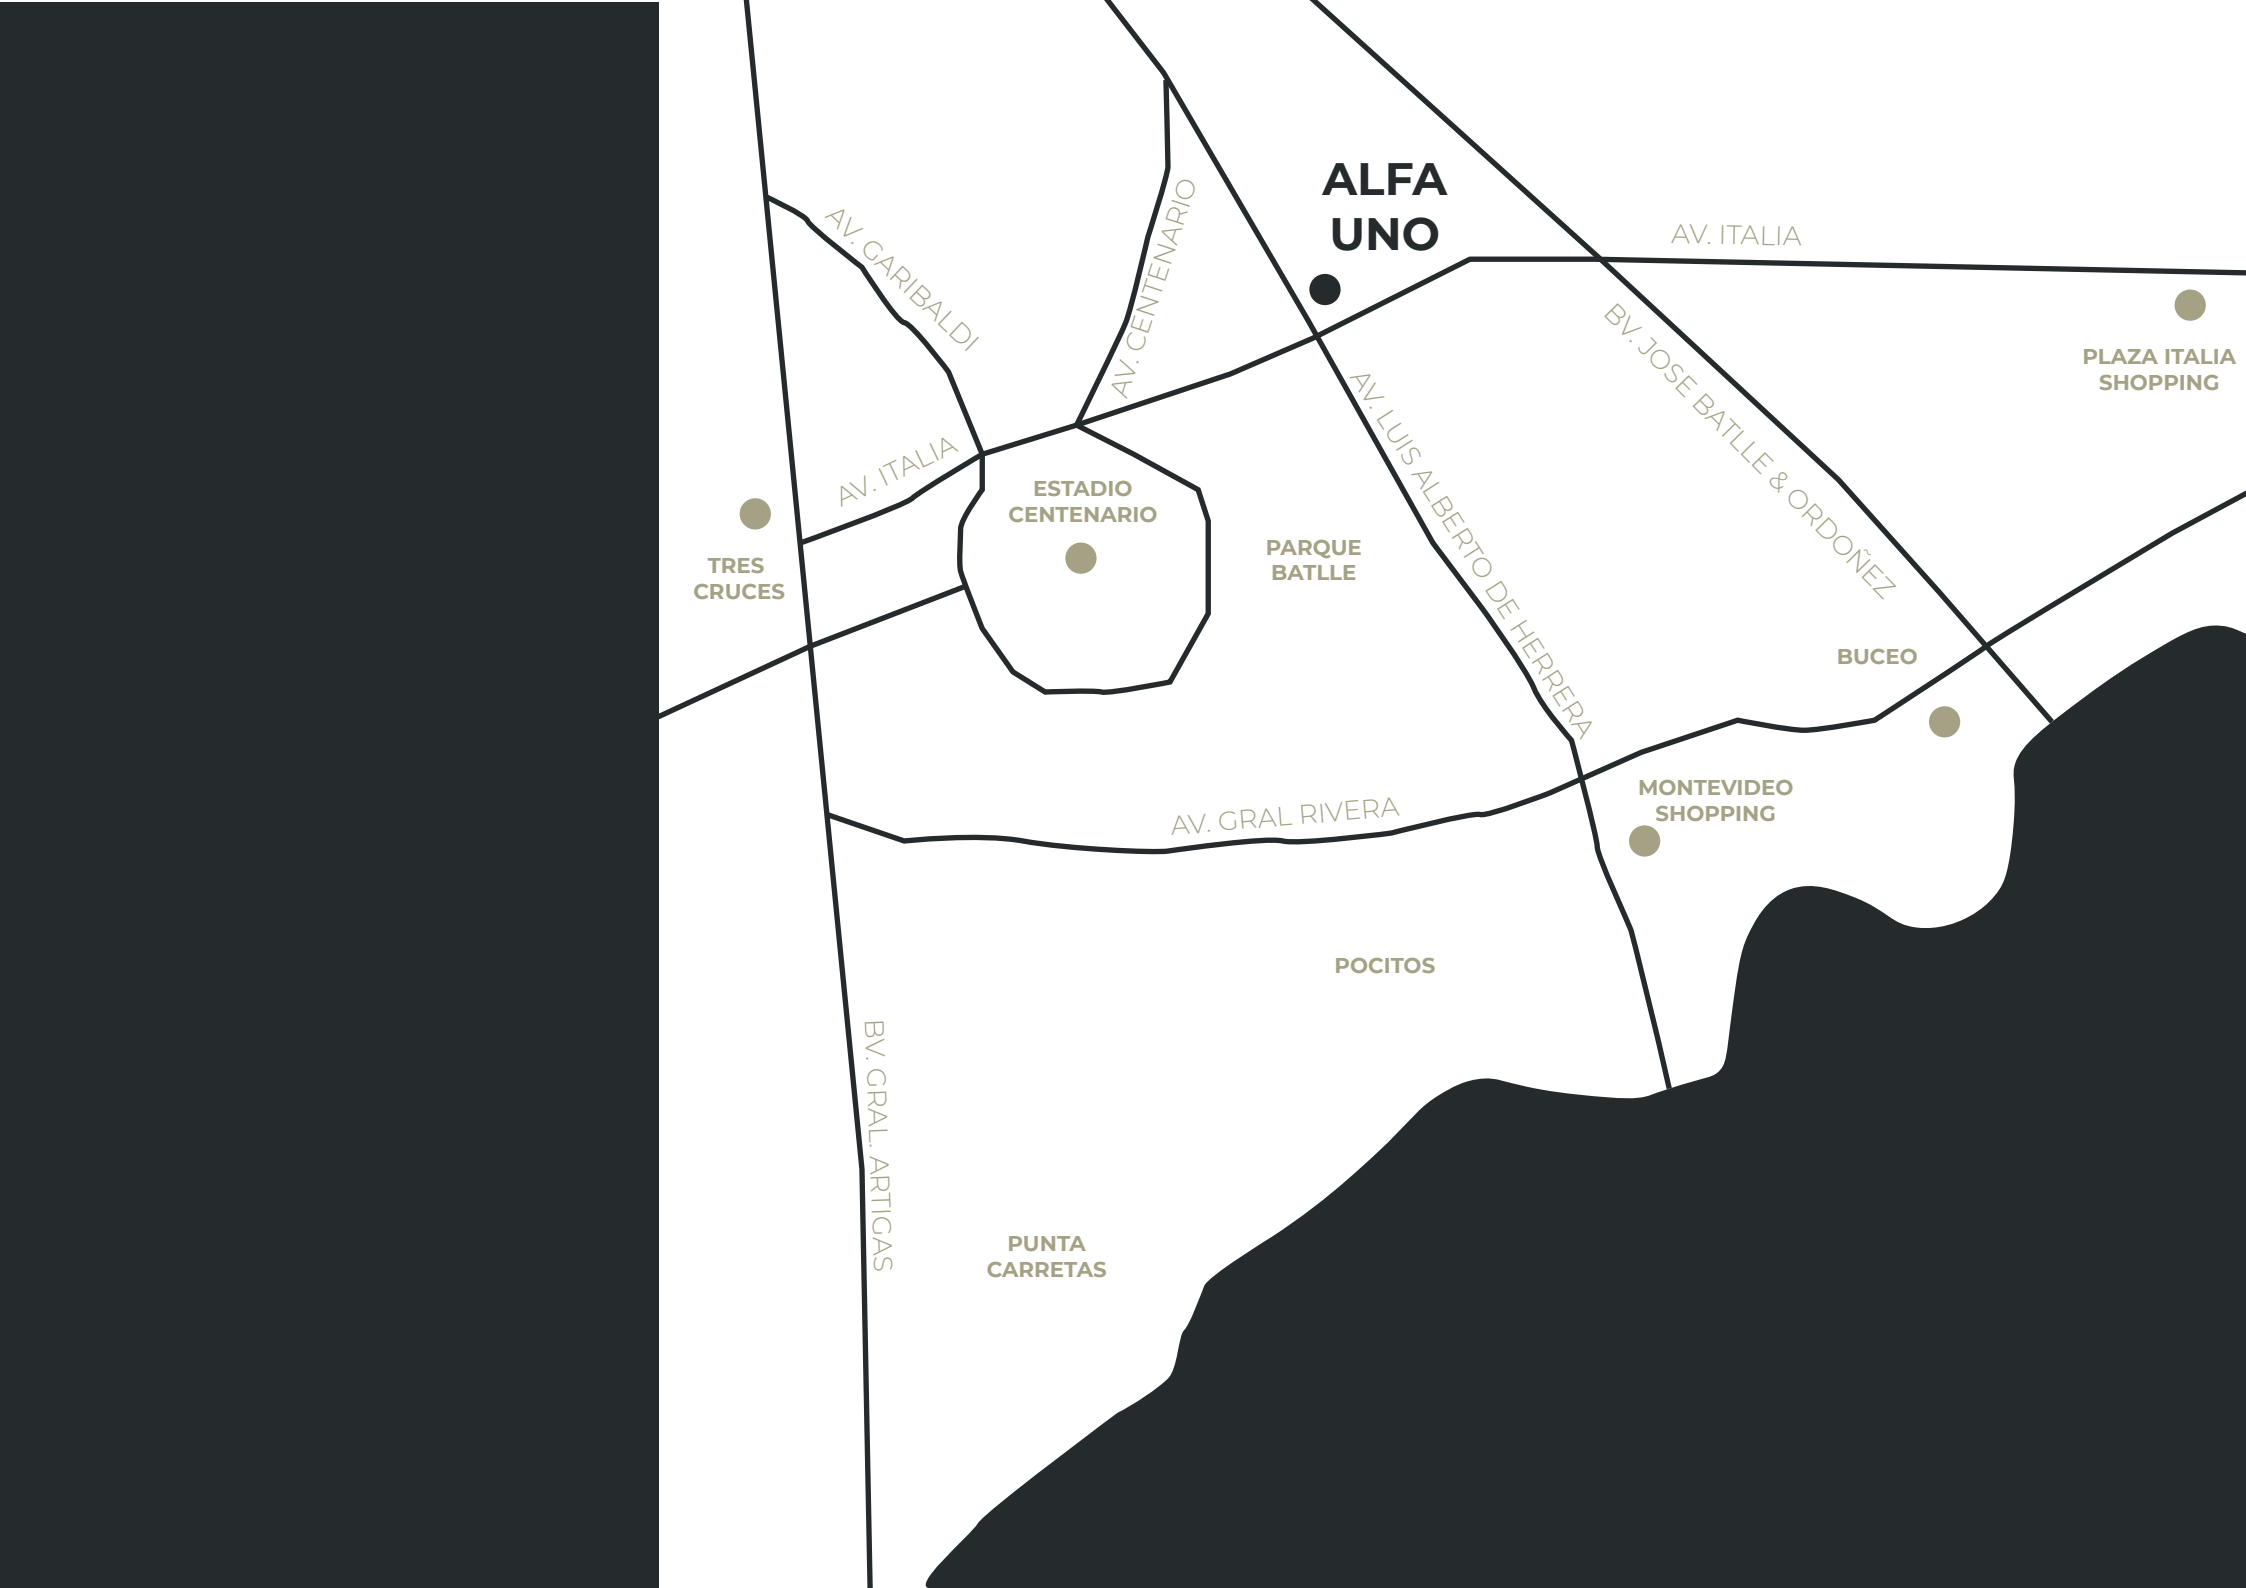 ALFA
UNO
AV. GARIBALDI
AV. CENTENARIO
AV. ITALIA
BV. JOSE BATLLE & ORDOÑEZ
PLAZA ITALIA
SHOPPING
AV. LUIS ALBERTO DE HERRERA
AV. ITALIA
ESTADIO
CENTENARIO
PARQUE
BATLLE
TRES
CRUCES
BUCEO
MONTEVIDEO
SHOPPING
AV. GRAL RIVERA
POCITOS
BV. GRAL. ARTIGAS
PUNTA
CARRETAS